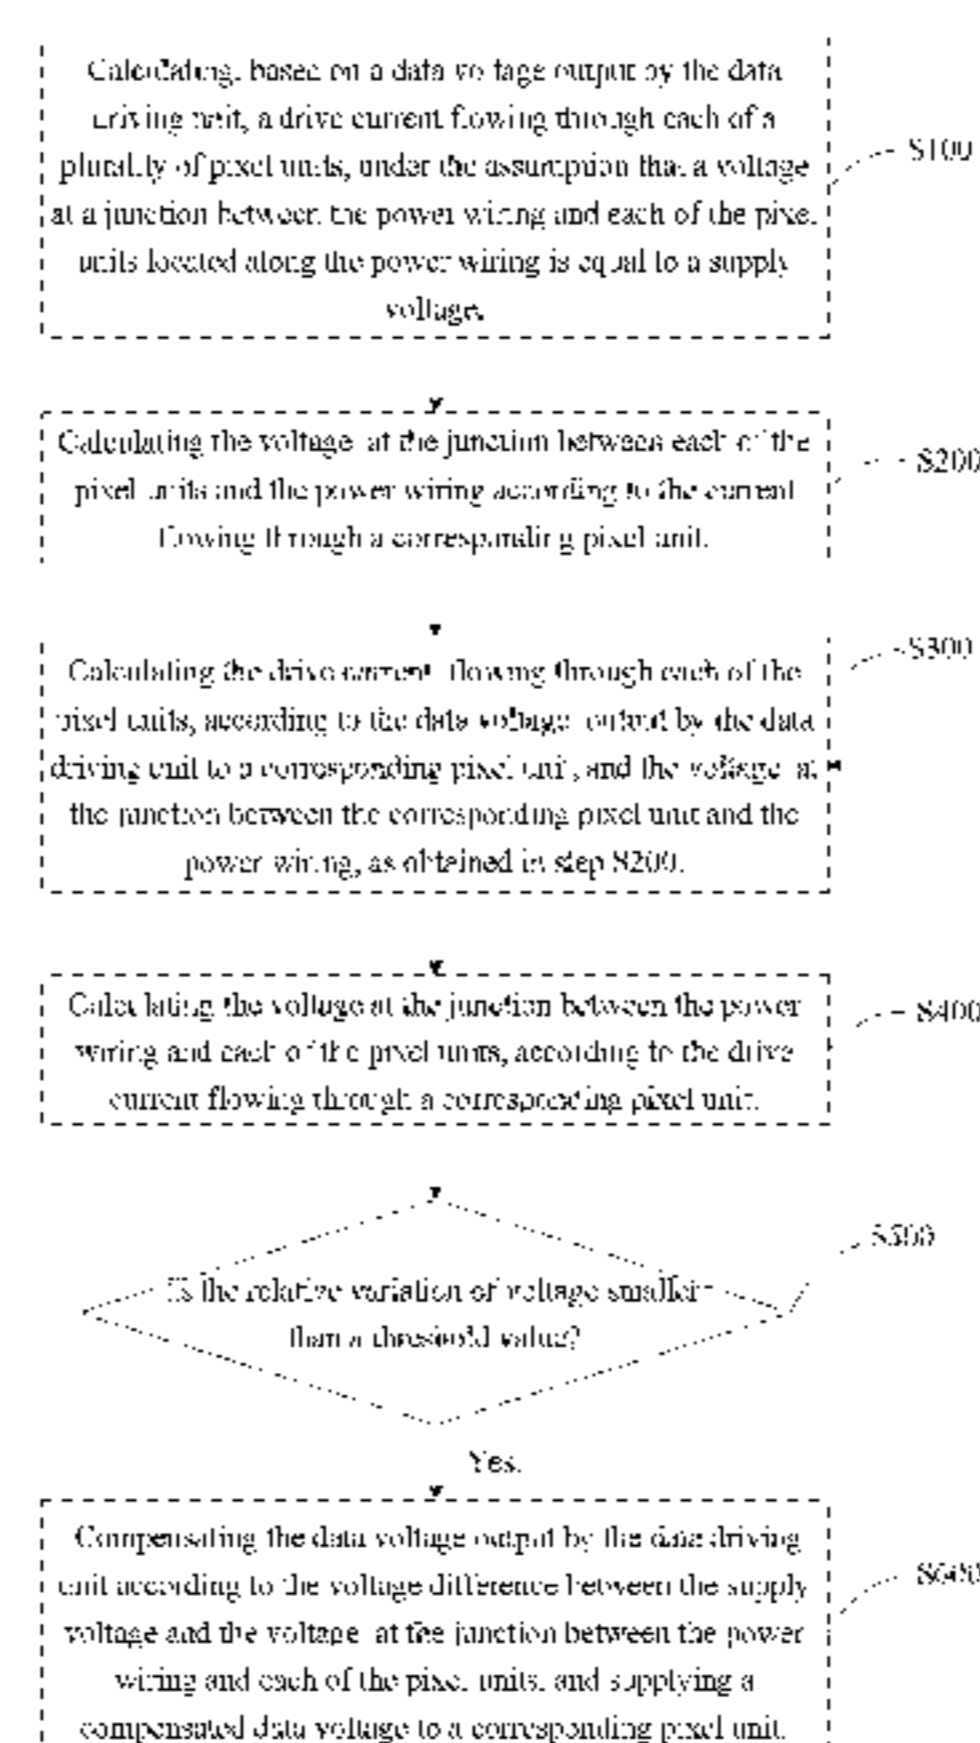 Calculating, based on a data voltage output by the data
driving unit, a drive current flowing through each of a
plurality of pixel units, under the assumption that a voltage
at a junction between the power wiring and each of the pixel
units located along the power wiring is equal to a supply
voltage.
S100
Calculating the voltage at the junction between each of the
pixel units and the power wiring according to the current
flowing through a corresponding pixel unit.
S200
Calculating the drive current flowing through each of the
pixel units, according to the data voltage output by the data
driving unit to a corresponding pixel unit, and the voltage at
the junction between the corresponding pixel unit and the
power wiring, as obtained in step S200.
S300
Calculating the voltage at the junction between the power
wiring and each of the pixel units, according to the drive
current flowing through a corresponding pixel unit.
S400
Is the relative variation of voltage smaller
than a threshold value?
S500
Yes.
Compensating the data voltage output by the data driving
unit according to the voltage difference between the supply
voltage and the voltage at the junction between the power
wiring and each of the pixel units, and supplying a
compensated data voltage to a corresponding pixel unit.
S600